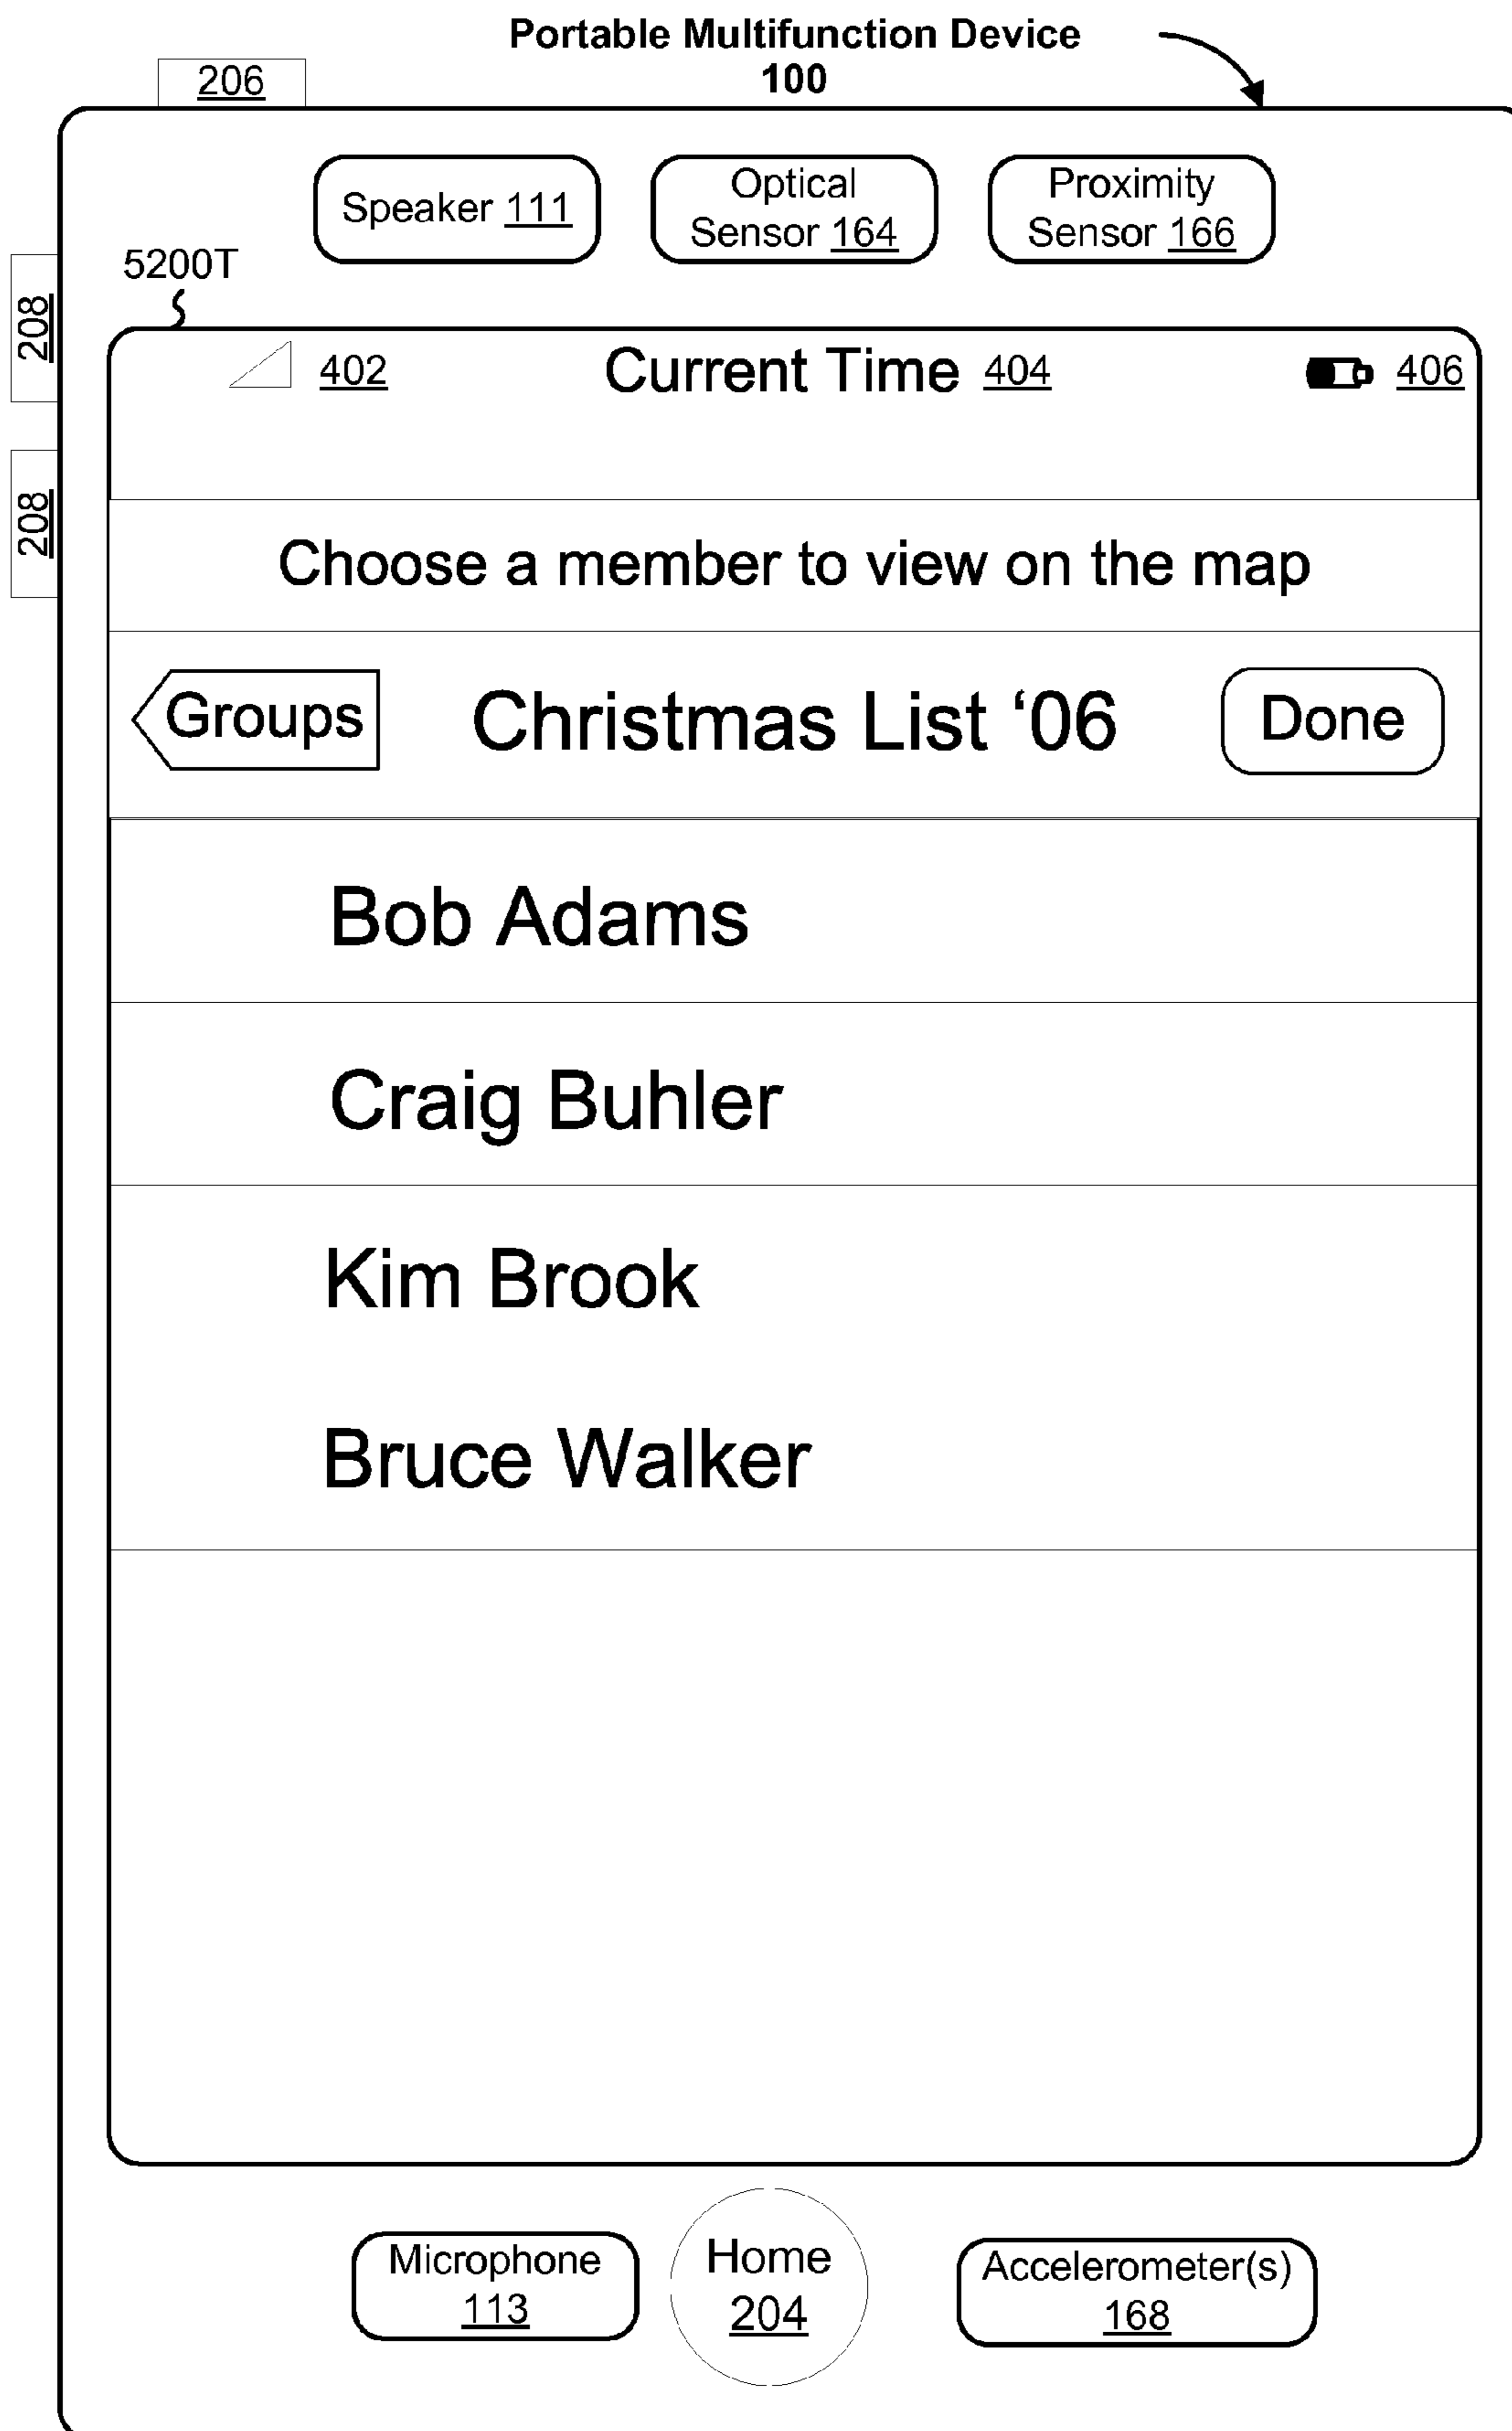 Portable Multifunction Device
100
206
Speaker 111
Optical
Sensor 164
Proximity
Sensor 166
5200T
208
208
402
Current Time 404
406
Choose a member to view on the map
Groups
Christmas List ‘06
Done
Bob Adams
Craig Buhler
Kim Brook
Bruce Walker
Microphone
113
Home
204
Accelerometer(s)
168